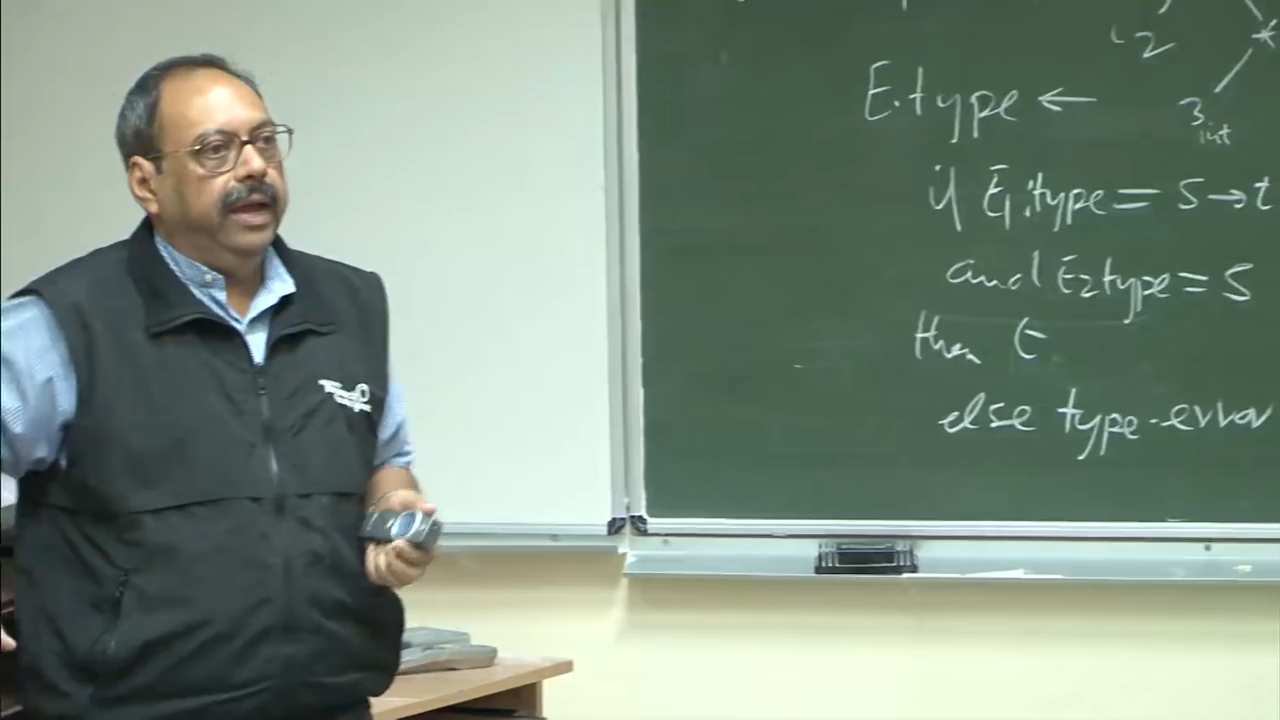 2 *
E.type ← 3
int
if E1.type = s → t
and E2 type = s
then t
else type-error